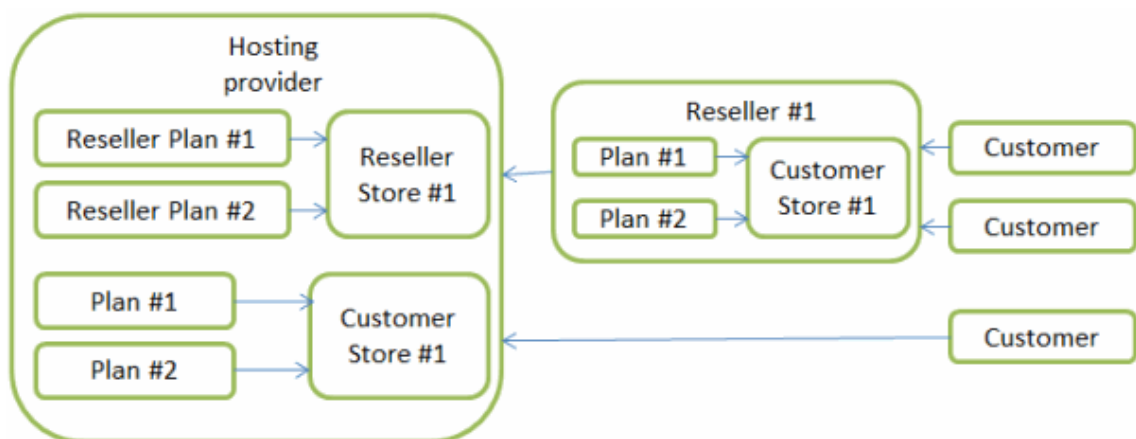 Hosting
provider
Reseller Plan #1
Reseller Plan #2
Reseller
Store #1
Plan #1
Plan #2
Customer
Store #1
Reseller #1
Plan #1
Plan #2
Customer
Store #1
Customer
Customer
Customer